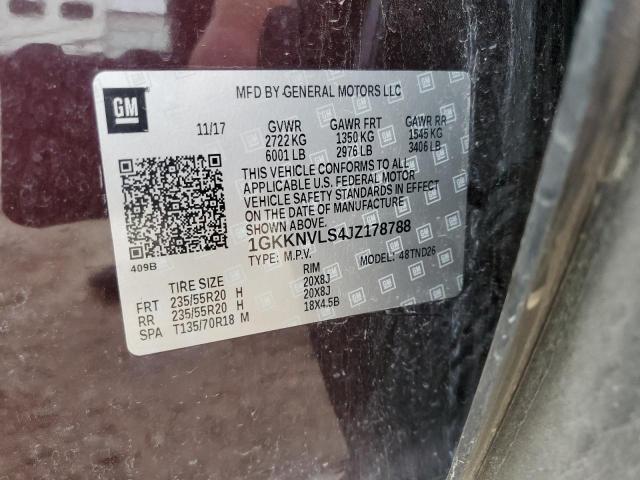 GM
MFD BY GENERAL MOTORS LLC
11/17 GVWR GAWR FRT GAWR RR
2722 KG 1350 KG 1545 KG
6001 LB 2976 LB 3406 LB
THIS VEHICLE CONFORMS TO ALL
APPLICABLE U.S. FEDERAL MOTOR
VEHICLE SAFETY STANDARDS IN EFFECT
ON THE DATE OF MANUFACTURE
SHOWN ABOVE.
1GKKNVLS4JZ178788
TYPE: M.P.V. MODEL: 48TND26
409B
TIRE SIZE RIM
FRT 235/55R20 H 20X8J
RR 235/55R20 H 20X8J
SPA T135/70R18 M 18X4.5B